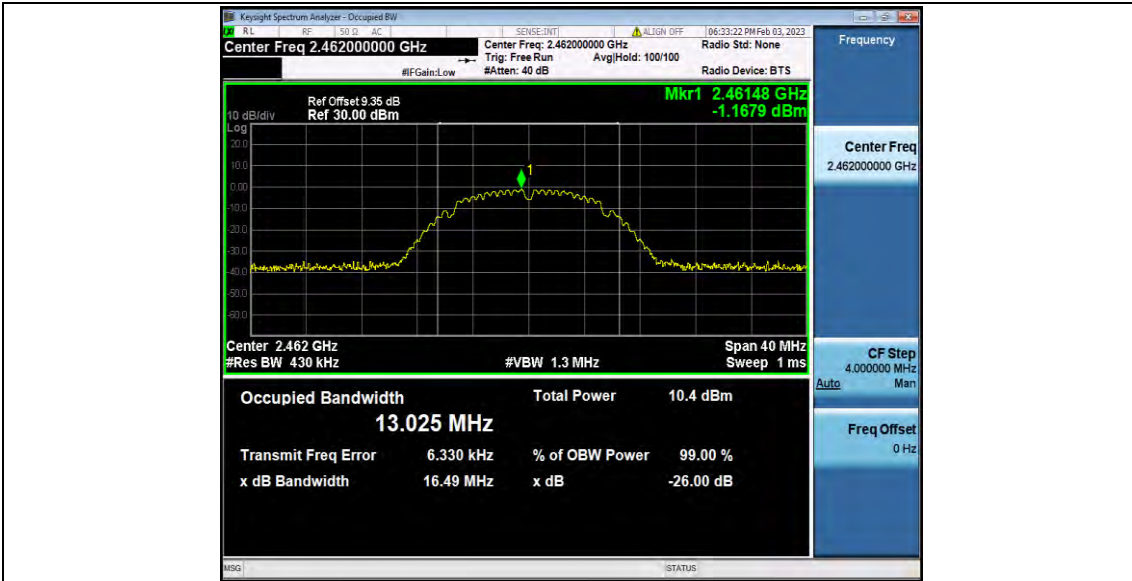 Keysight Spectrum Analyzer - Occupied BW
RL RF 50 Ω AC SENSE:INT ALIGN OFF 06:33:22 PM Feb 03, 2023
Center Freq 2.462000000 GHz
Center Freq: 2.462000000 GHz
Radio Std: None
Trig: Free Run
Avg|Hold: 100/100
#IFGain:Low
#Atten: 40 dB
Radio Device: BTS
Frequency
Mkr1 2.46148 GHz
-1.1679 dBm
Ref Offset 9.35 dB
10 dB/div
Ref 30.00 dBm
Log
20.0
10.0
1
0.00
-10.0
-20.0
-30.0
-40.0
-50.0
-60.0
Center 2.462 GHz
Span 40 MHz
#Res BW 430 kHz
#VBW 1.3 MHz
Sweep 1 ms
Center Freq
2.462000000 GHz
CF Step
4.000000 MHz
Auto Man
Freq Offset
0 Hz
Occupied Bandwidth
Total Power 10.4 dBm
13.025 MHz
Transmit Freq Error 6.330 kHz
% of OBW Power 99.00 %
x dB Bandwidth 16.49 MHz
x dB -26.00 dB
MSG
STATUS